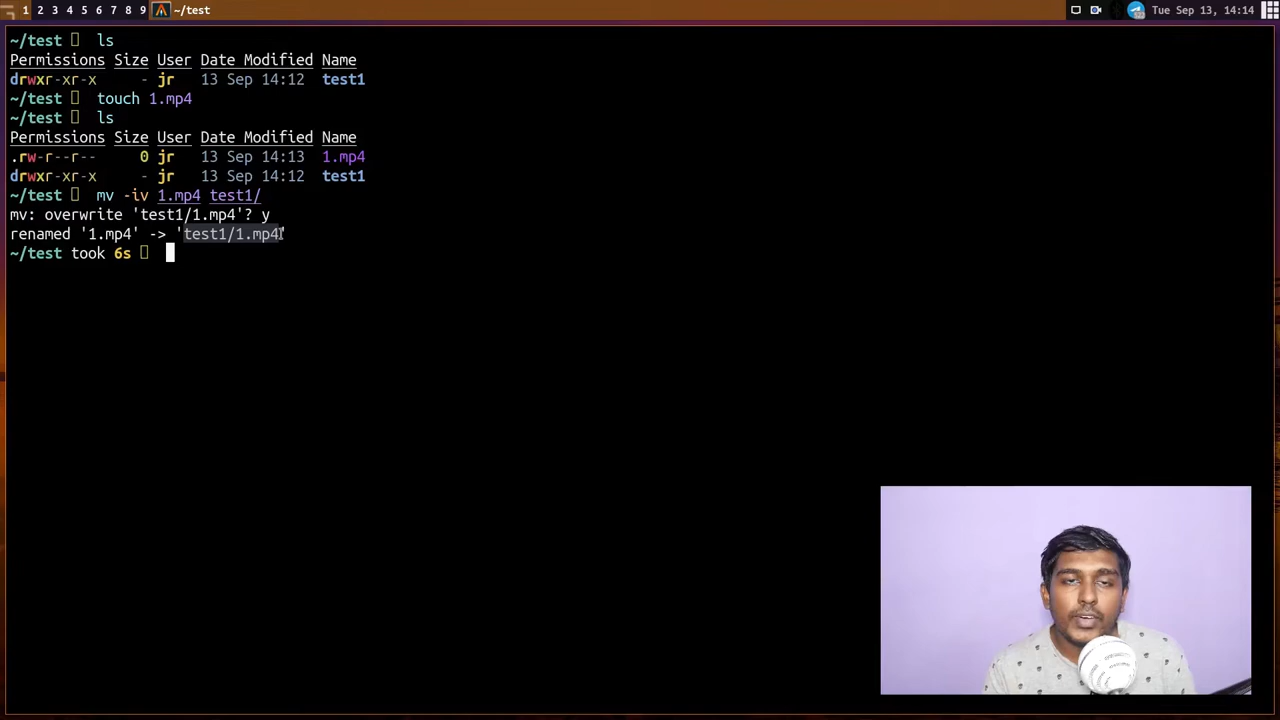 1 2 3 4 5 6 7 8 9 ~/test Tue Sep 13, 14:14
~/test ls
Permissions Size User Date Modified Name
drwxr-xr-x - jr 13 Sep 14:12 test1
~/test touch 1.mp4
~/test ls
Permissions Size User Date Modified Name
.rw-r--r-- 0 jr 13 Sep 14:13 1.mp4
drwxr-xr-x - jr 13 Sep 14:12 test1
~/test mv -iv 1.mp4 test1/
mv: overwrite 'test1/1.mp4'? y
renamed '1.mp4' -> 'test1/1.mp4'
~/test took 6s